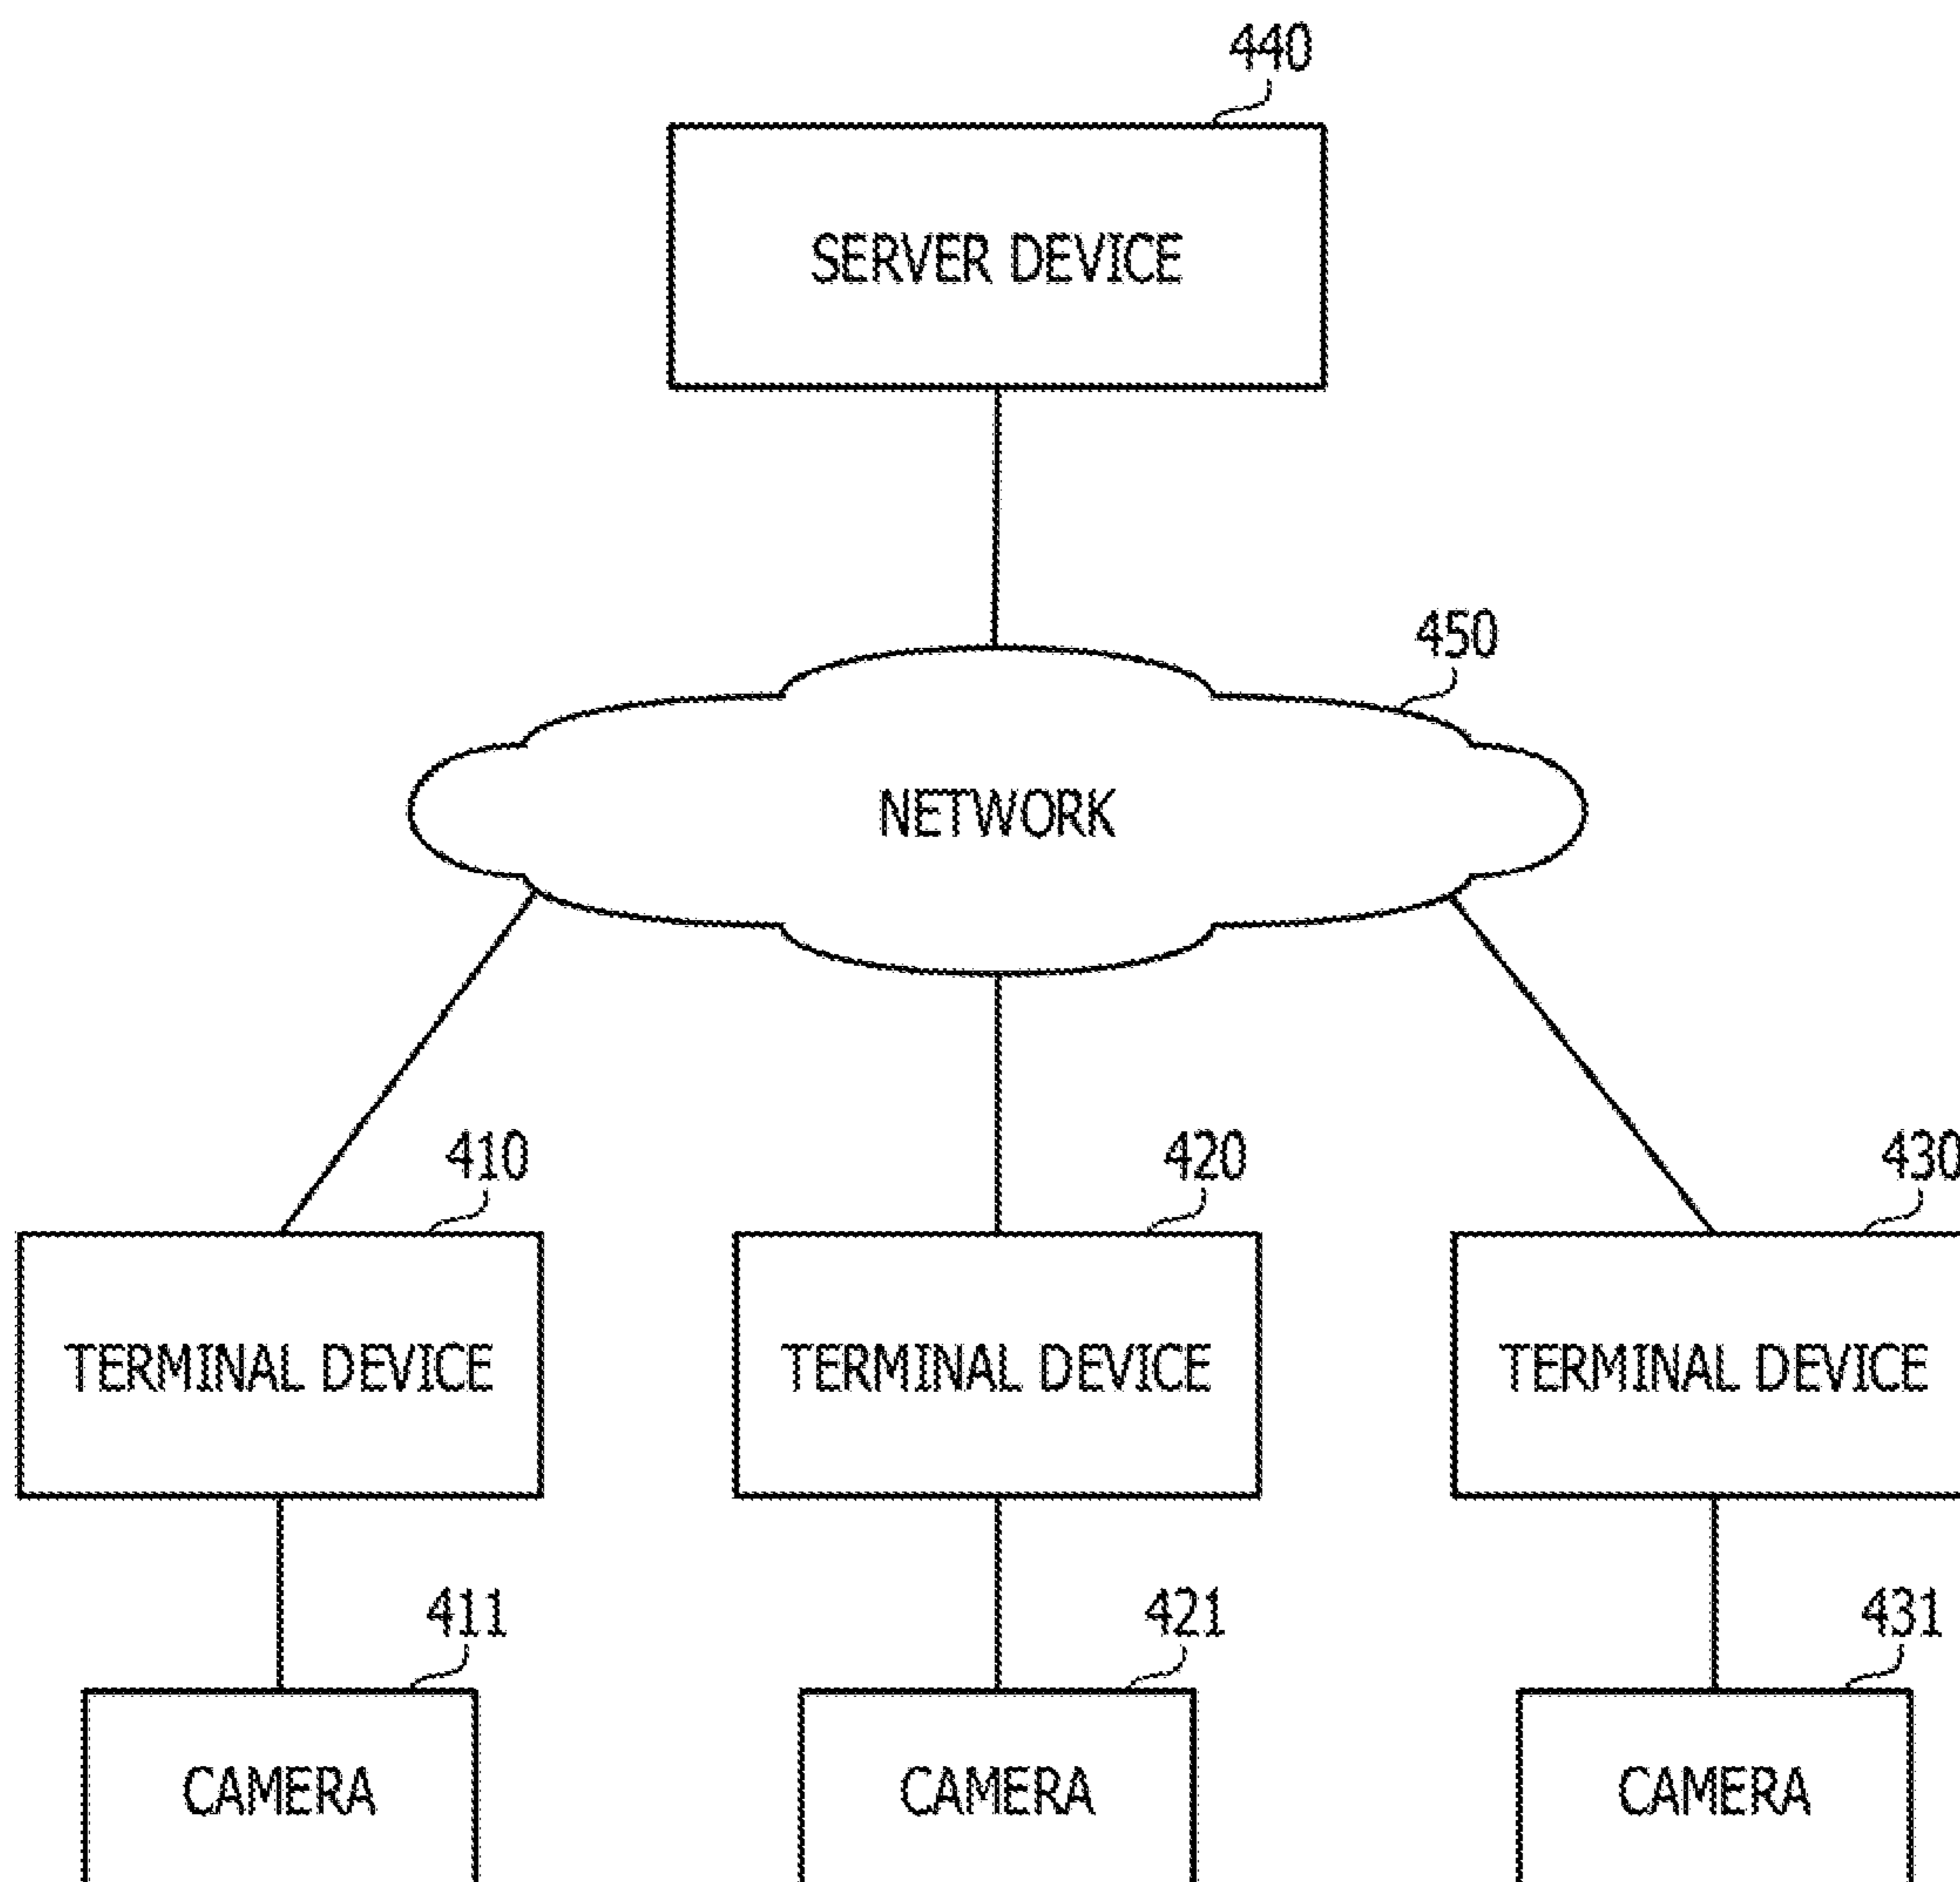 440
SERVER DEVICE
450
NETWORK
410
420
430
TERMINAL DEVICE
TERMINAL DEVICE
TERMINAL DEVICE
411
421
431
CAMERA
CAMERA
CAMERA